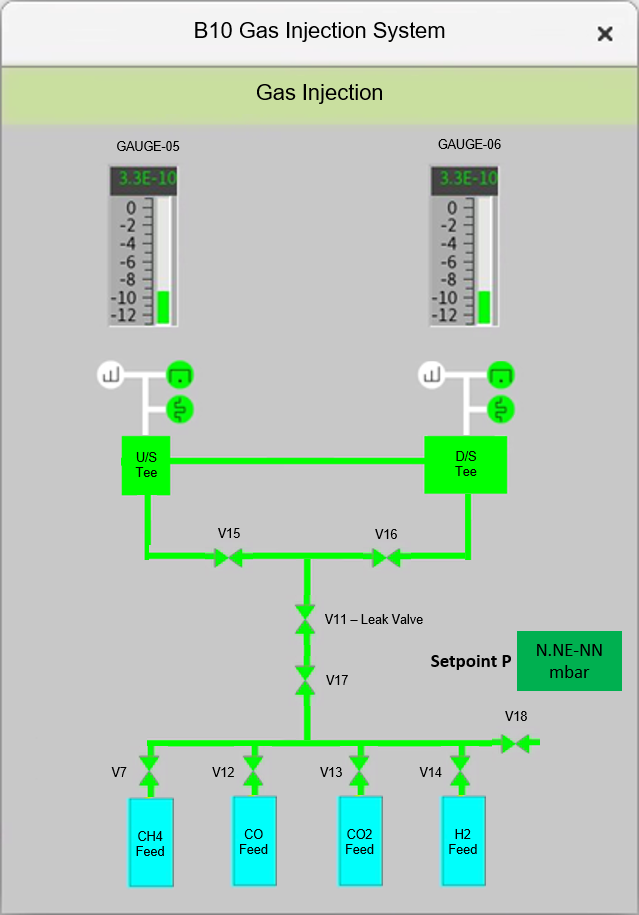 B10 Gas Injection System
×
Gas Injection
GAUGE-05
GAUGE-06
3.3E-10
3.3E-10
0
-2
-4
-6
-8
-10
-12
0
-2
-4
-6
-8
-10
-12
U/S
Tee
D/S
Tee
V15
V16
V11 – Leak Valve
Setpoint P
N.NE-NN
mbar
V17
V18
V7
V12
V13
V14
CH4
Feed
CO
Feed
CO2
Feed
H2
Feed